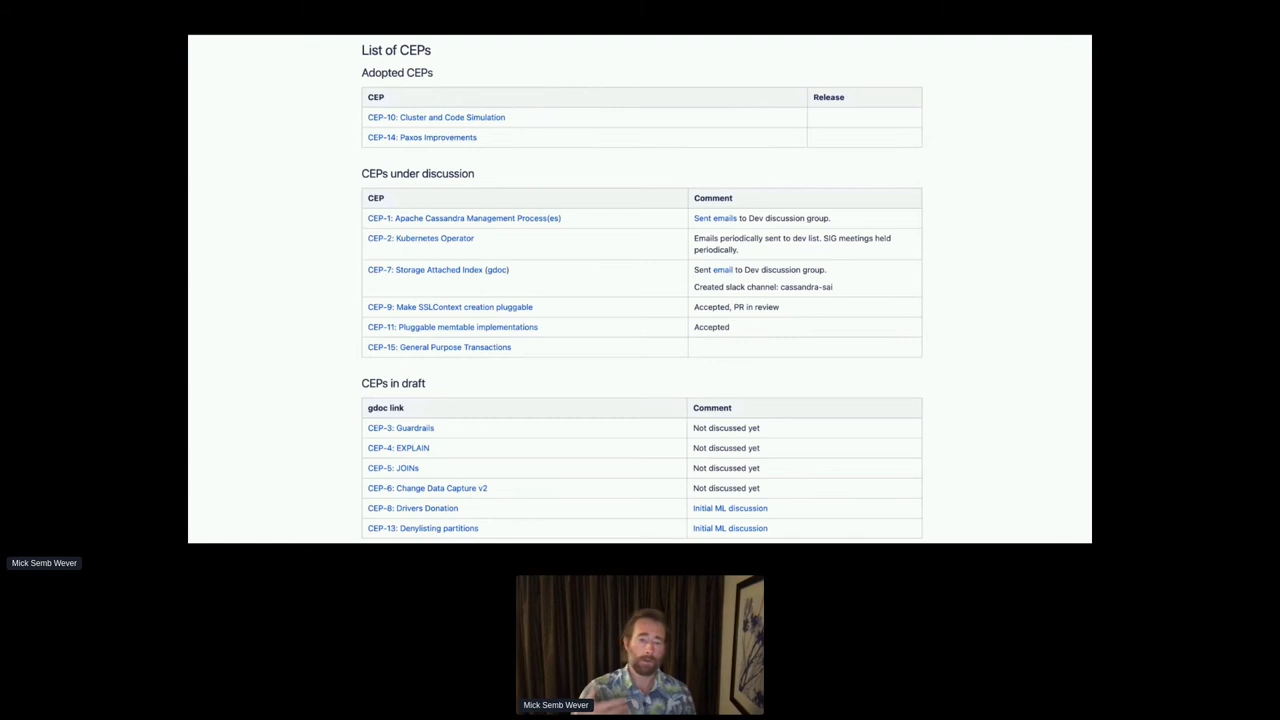 List of CEPs
Adopted CEPs
CEP Release
CEP-10: Cluster and Code Simulation
CEP-14: Paxos Improvements
CEPs under discussion
CEP Comment
CEP-1: Apache Cassandra Management Process(es) Sent emails to Dev discussion group.
CEP-2: Kubernetes Operator Emails periodically sent to dev list. SIG meetings held
periodically.
CEP-7: Storage Attached Index (gdoc) Sent email to Dev discussion group.
Created slack channel: cassandra-sai
CEP-9: Make SSLContext creation pluggable Accepted, PR in review
CEP-11: Pluggable memtable implementations Accepted
CEP-15: General Purpose Transactions
CEPs in draft
gdoc link Comment
CEP-3: Guardrails Not discussed yet
CEP-4: EXPLAIN Not discussed yet
CEP-5: JOINs Not discussed yet
CEP-6: Change Data Capture v2 Not discussed yet
CEP-8: Drivers Donation Initial ML discussion
CEP-13: Denylisting partitions Initial ML discussion
Mick Semb Wever
Mick Semb Wever